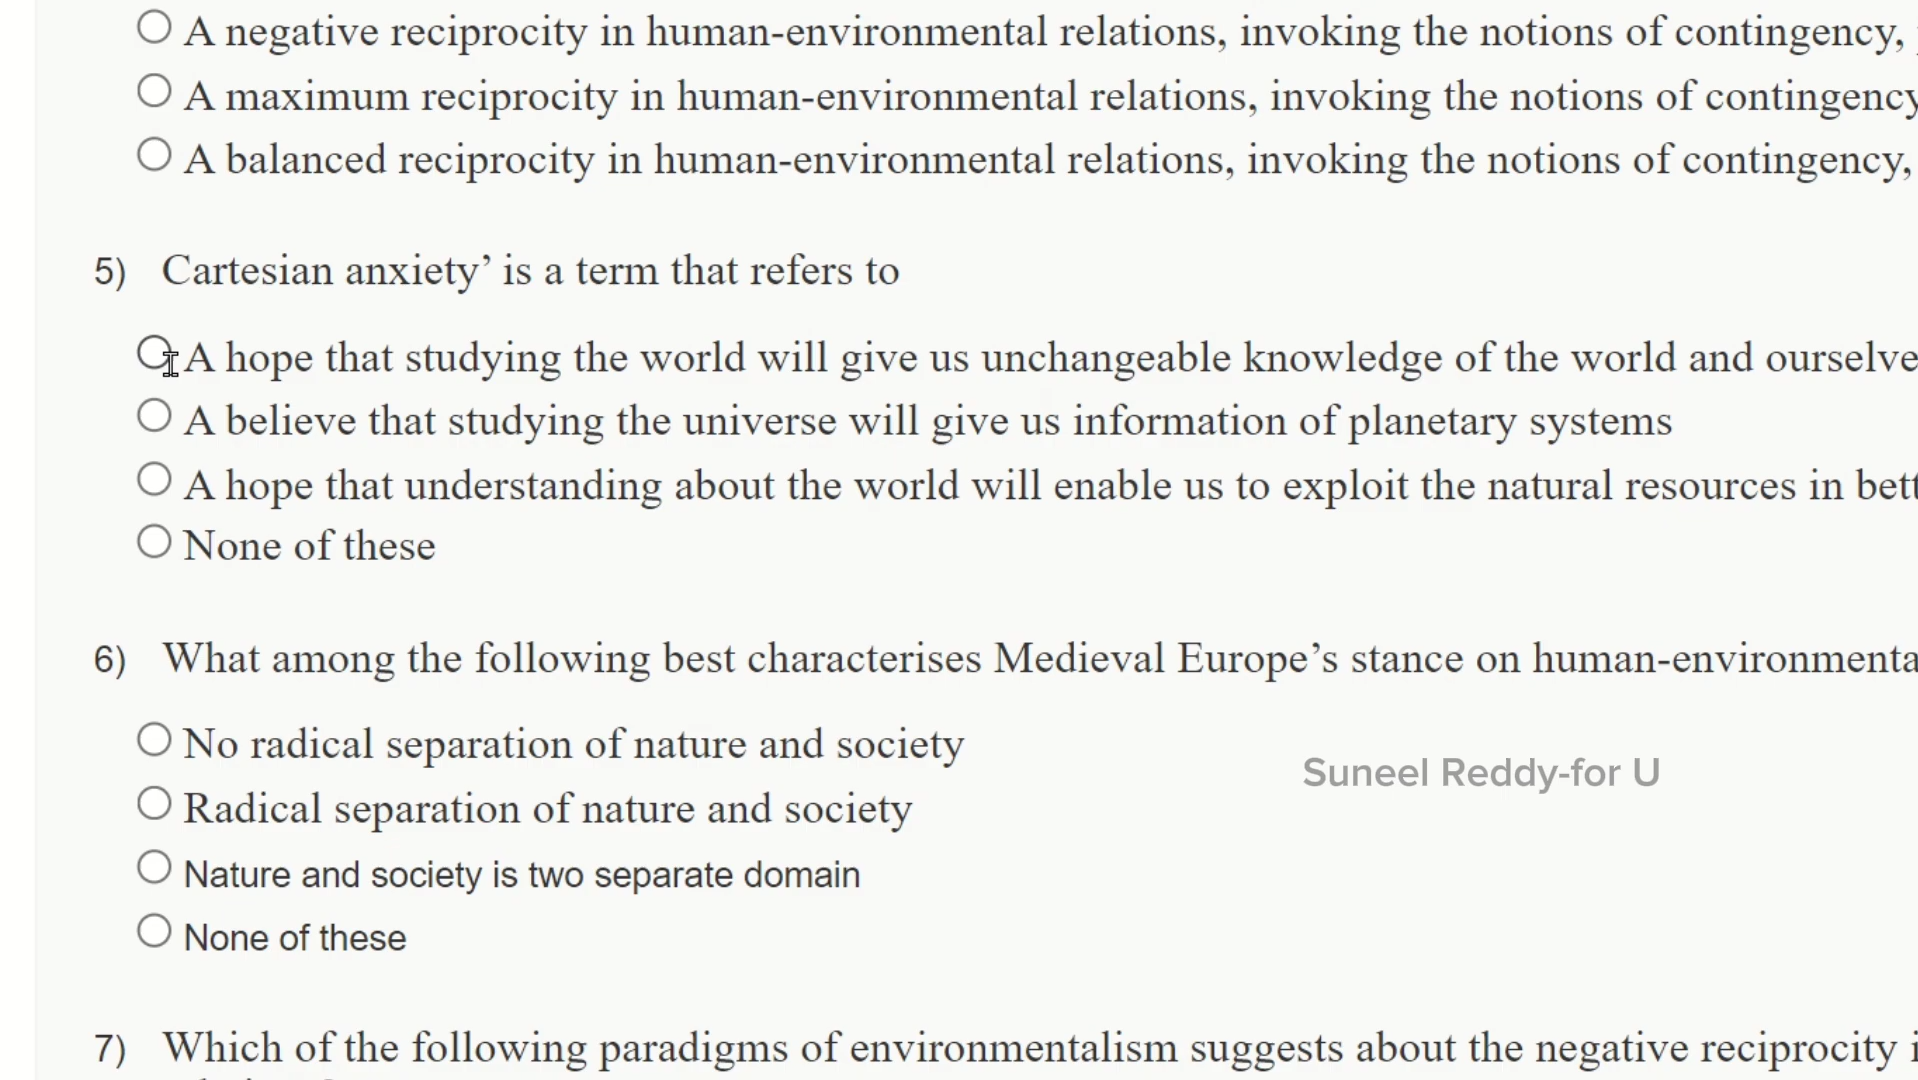 A negative reciprocity in human-environmental relations, invoking the notions of contingency,
A maximum reciprocity in human-environmental relations, invoking the notions of contingency
A balanced reciprocity in human-environmental relations, invoking the notions of contingency,
5) Cartesian anxiety’ is a term that refers to
A hope that studying the world will give us unchangeable knowledge of the world and ourselve
A believe that studying the universe will give us information of planetary systems
A hope that understanding about the world will enable us to exploit the natural resources in bett
None of these
6) What among the following best characterises Medieval Europe’s stance on human-environmenta
No radical separation of nature and society
Suneel Reddy-for U
Radical separation of nature and society
Nature and society is two separate domain
None of these
7) Which of the following paradigms of environmentalism suggests about the negative reciprocity i